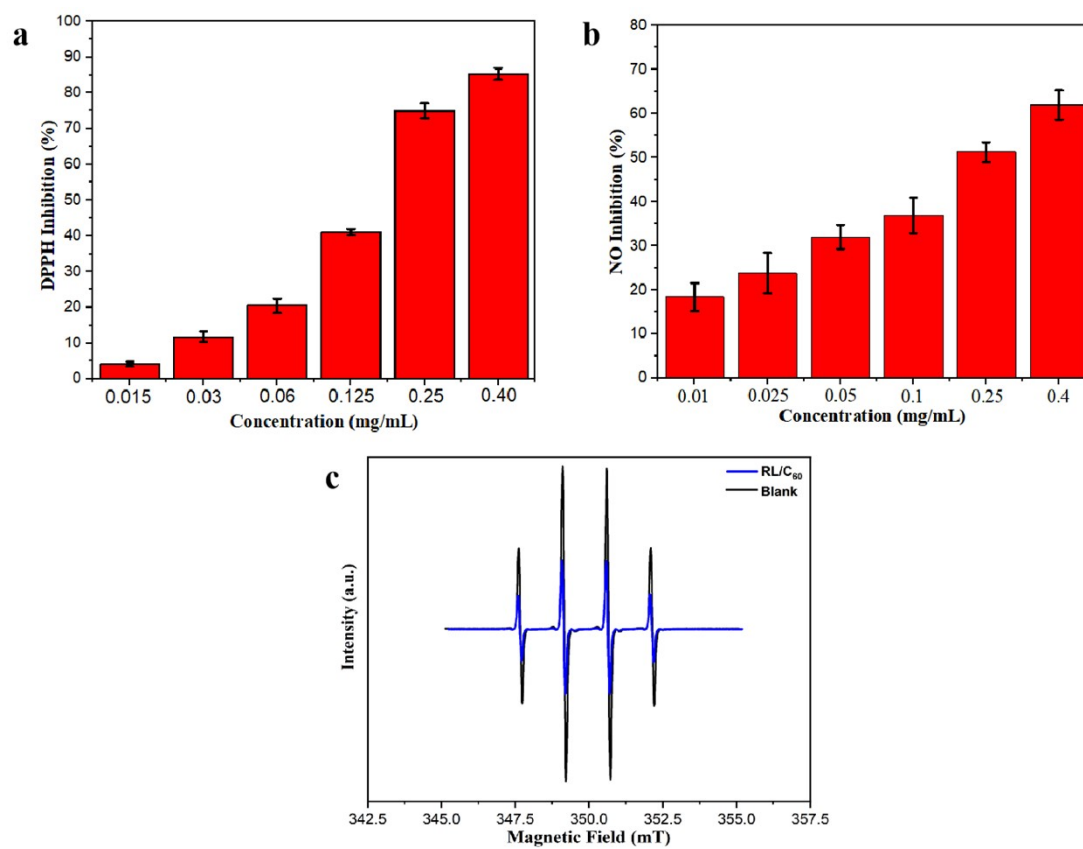 a
100
90
80
70
60
50
40
30
20
10
0
DPPH Inhibition (%)
0.015 0.03 0.06 0.125 0.25 0.40
Concentration (mg/mL)
b
80
70
60
50
40
30
20
10
0
NO Inhibition (%)
0.01 0.025 0.05 0.1 0.25 0.4
Concentration (mg/mL)
c
RL/C₆₀
Blank
Intensity (a.u.)
342.5 345.0 347.5 350.0 352.5 355.0 357.5
Magnetic Field (mT)